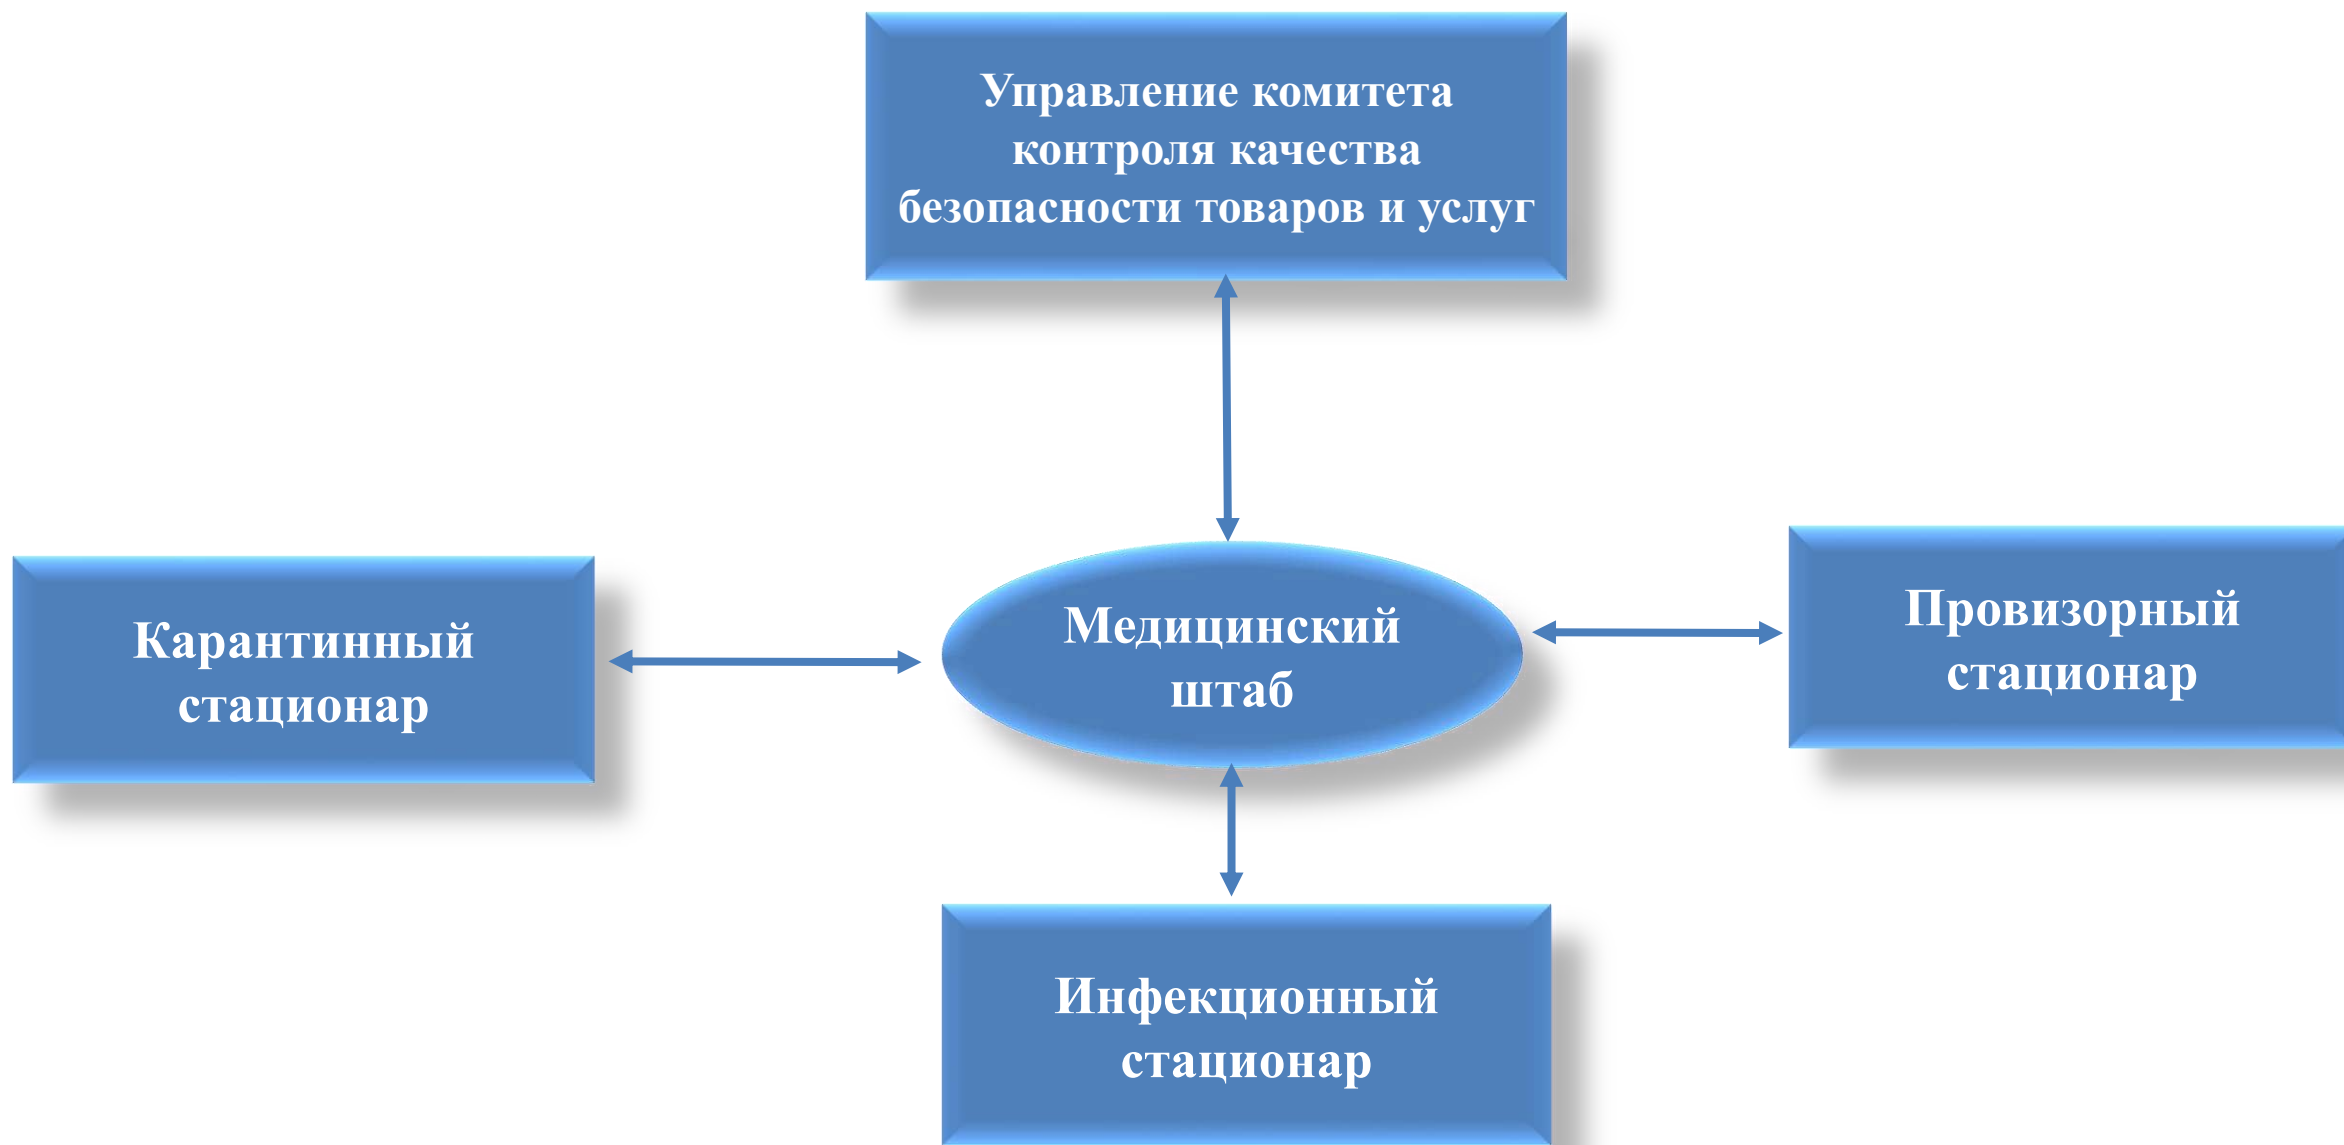 Управление комитета
контроля качества
безопасности товаров и услуг
Карантинный
стационар
Медицинский
штаб
Провизорный
стационар
Инфекционный
стационар